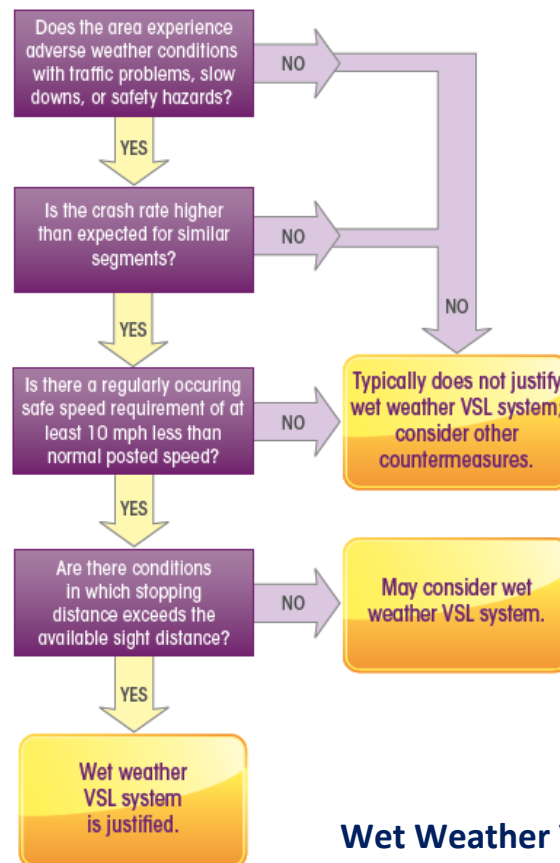 Does the area experience
adverse weather conditions
with traffic problems, slow
downs, or safety hazards?
NO
YES
Is the crash rate higher
than expected for similar
segments?
NO
YES
NO
Is there a regularly occuring
safe speed requirement of at
least 10 mph less than
normal posted speed?
NO
Typically does not justify
wet weather VSL system,
consider other
countermeasures.
YES
Are there conditions
in which stopping
distance exceeds the
available sight distance?
NO
May consider wet
weather VSL system.
YES
Wet weather
VSL system
is justified.
Wet Weather